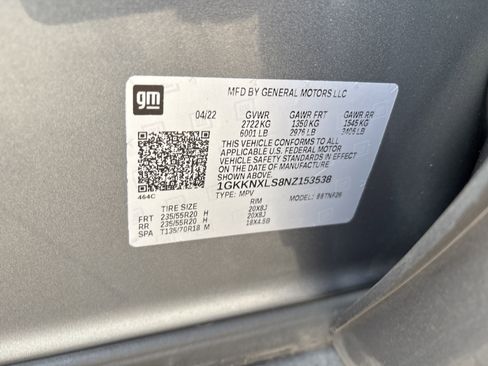 gm
MFD BY GENERAL MOTORS LLC
04/22 GVWR GAWR FRT GAWR RR
2722 KG 1350 KG 1545 KG
6001 LB 2976 LB 3406 LB
THIS VEHICLE CONFORMS TO ALL
APPLICABLE U.S. FEDERAL MOTOR
VEHICLE SAFETY STANDARDS IN EFFECT
ON THE DATE OF MANUFACTURE
SHOWN ABOVE.
1GKKNXLS8NZ153538
TYPE: MPV MODEL:
464C
TIRE SIZE RIM
FRT 235/55R20 H 20X8J
RR 235/55R20 H 20X8J
SPA T135/70R18 M 18X4.5B